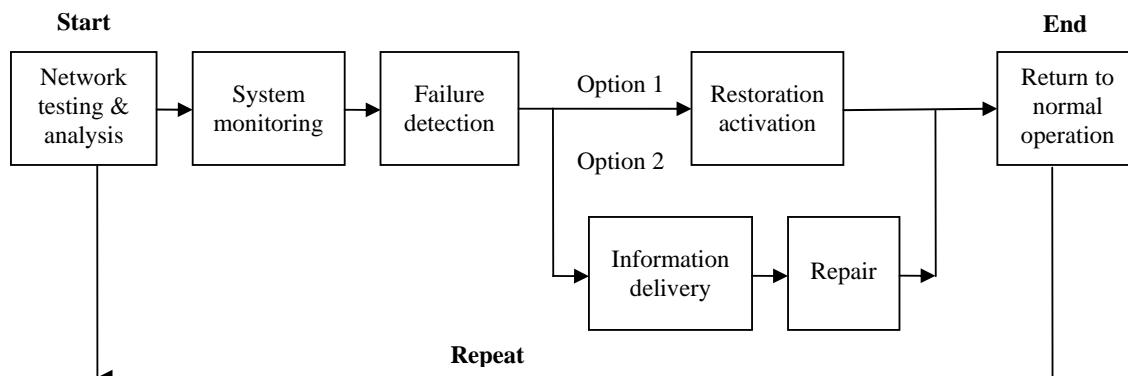 Start
End
Network
testing &
analysis
System
monitoring
Failure
detection
Option 1
Option 2
Restoration
activation
Return to
normal
operation
Information
delivery
Repair
Repeat